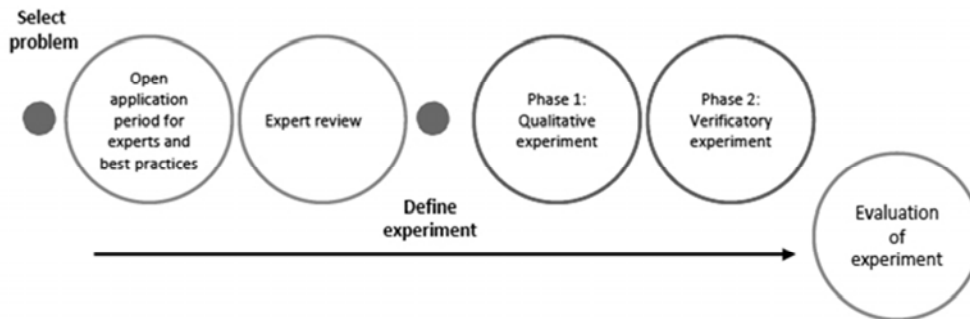 Select
problem
Open
application
period for
experts and
best practices
Expert review
Define
experiment
Phase 1:
Qualitative
experiment
Phase 2:
Verificatory
experiment
Evaluation
of
experiment